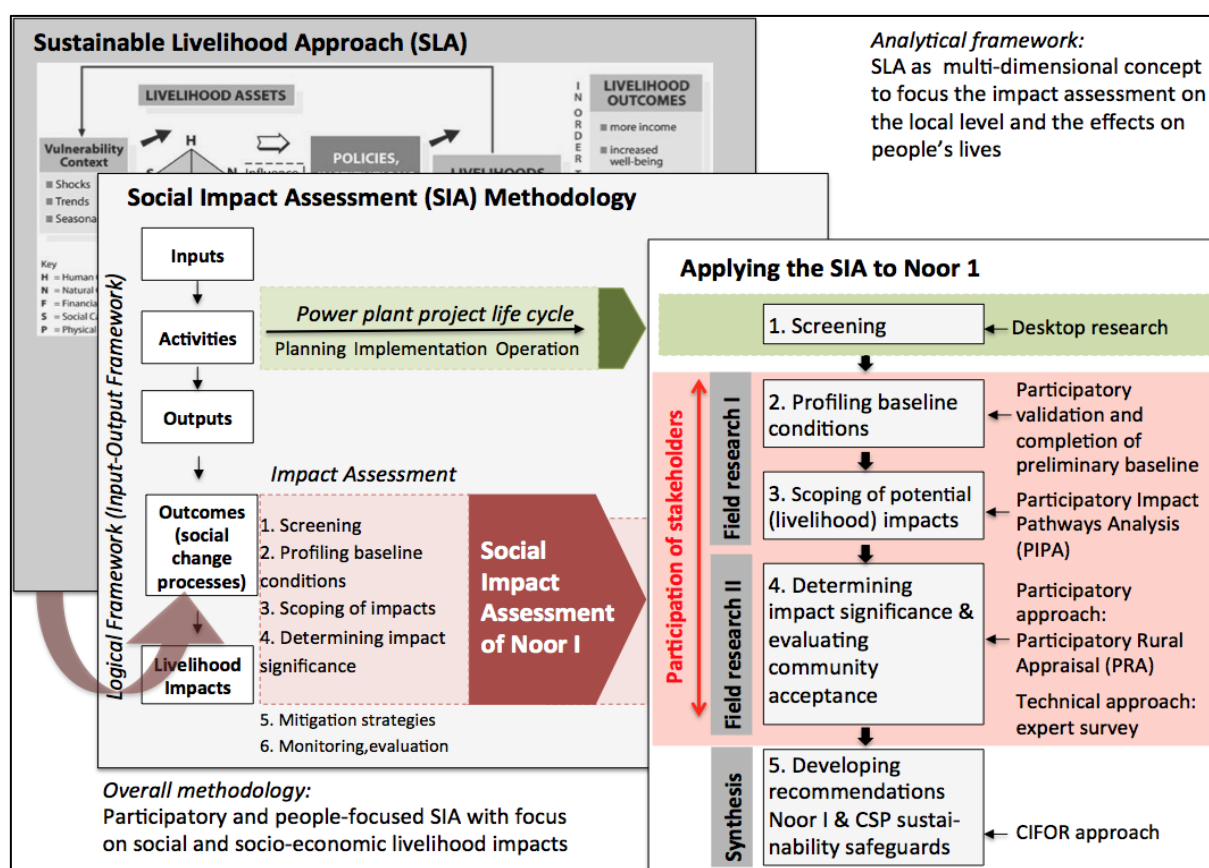 Sustainable Livelihood Approach (SLA)
LIVELIHOOD ASSETS
H
Vulnerability
Context
Shocks
Trends
Key
H = Human
N = Natural
F = Financial
S = Social
P = Physical
Influence
POLICIES,
LIVELIHOODS
IN ORDER
LIVELIHOOD
OUTCOMES
more income
increased
well-being
Analytical framework:
SLA as multi-dimensional concept
to focus the impact assessment on
the local level and the effects on
people's lives
Social Impact Assessment (SIA) Methodology
Logical Framework (Input-Output Framework)
Inputs
Activities
Outputs
Outcomes
(social
change
processes)
Livelihood
Impacts
Power plant project life cycle
Planning Implementation Operation
Impact Assessment
1. Screening
2. Profiling baseline
conditions
3. Scoping of impacts
4. Determining impact
significance
5. Mitigation strategies
6. Monitoring,evaluation
Social
Impact
Assessment
of Noor I
Overall methodology:
Participatory and people-focused SIA with focus
on social and socio-economic livelihood impacts
Applying the SIA to Noor 1
1. Screening
Desktop research
Participation of stakeholders
Field research I
2. Profiling baseline
conditions
Participatory
validation and
completion of
preliminary baseline
3. Scoping of potential
(livelihood) impacts
Participatory Impact
Pathways Analysis
(PIPA)
Field research II
4. Determining
impact significance &
evaluating
community
acceptance
Participatory
approach:
Participatory Rural
Appraisal (PRA)
Technical approach:
expert survey
Synthesis
5. Developing
recommendations
Noor I & CSP sustai-
nability safeguards
CIFOR approach